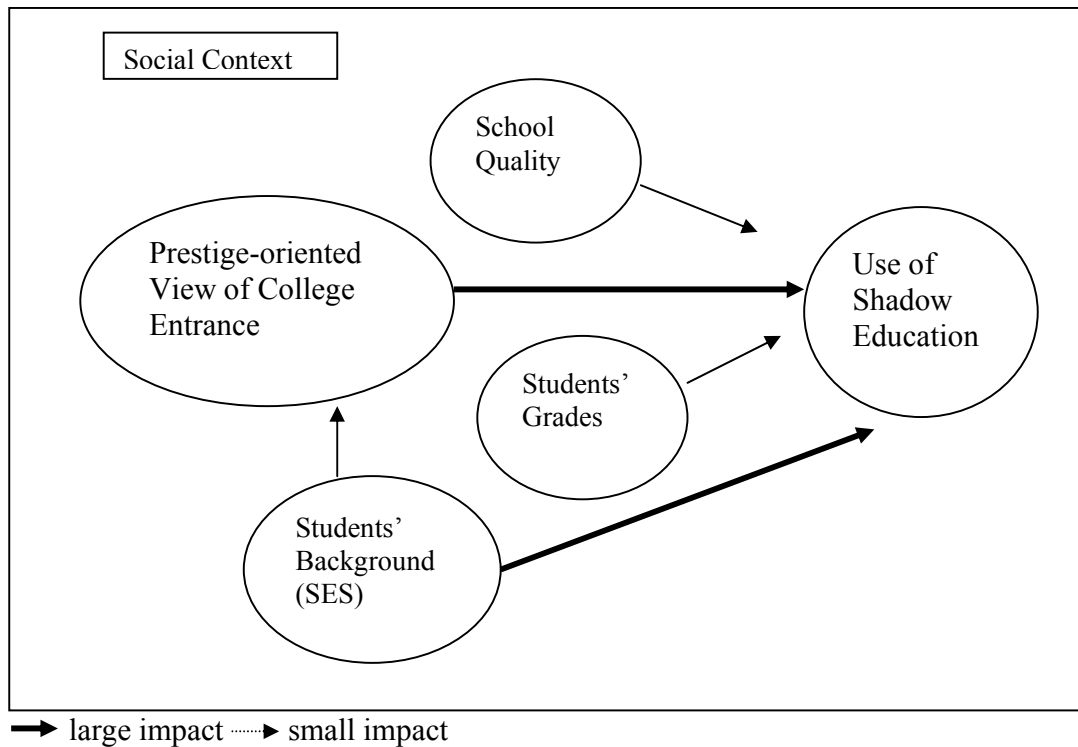 Social Context
School
Quality
Prestige-oriented
View of College
Entrance
Use of
Shadow
Education
Students’
Grades
Students’
Background
(SES)
large impact small impact